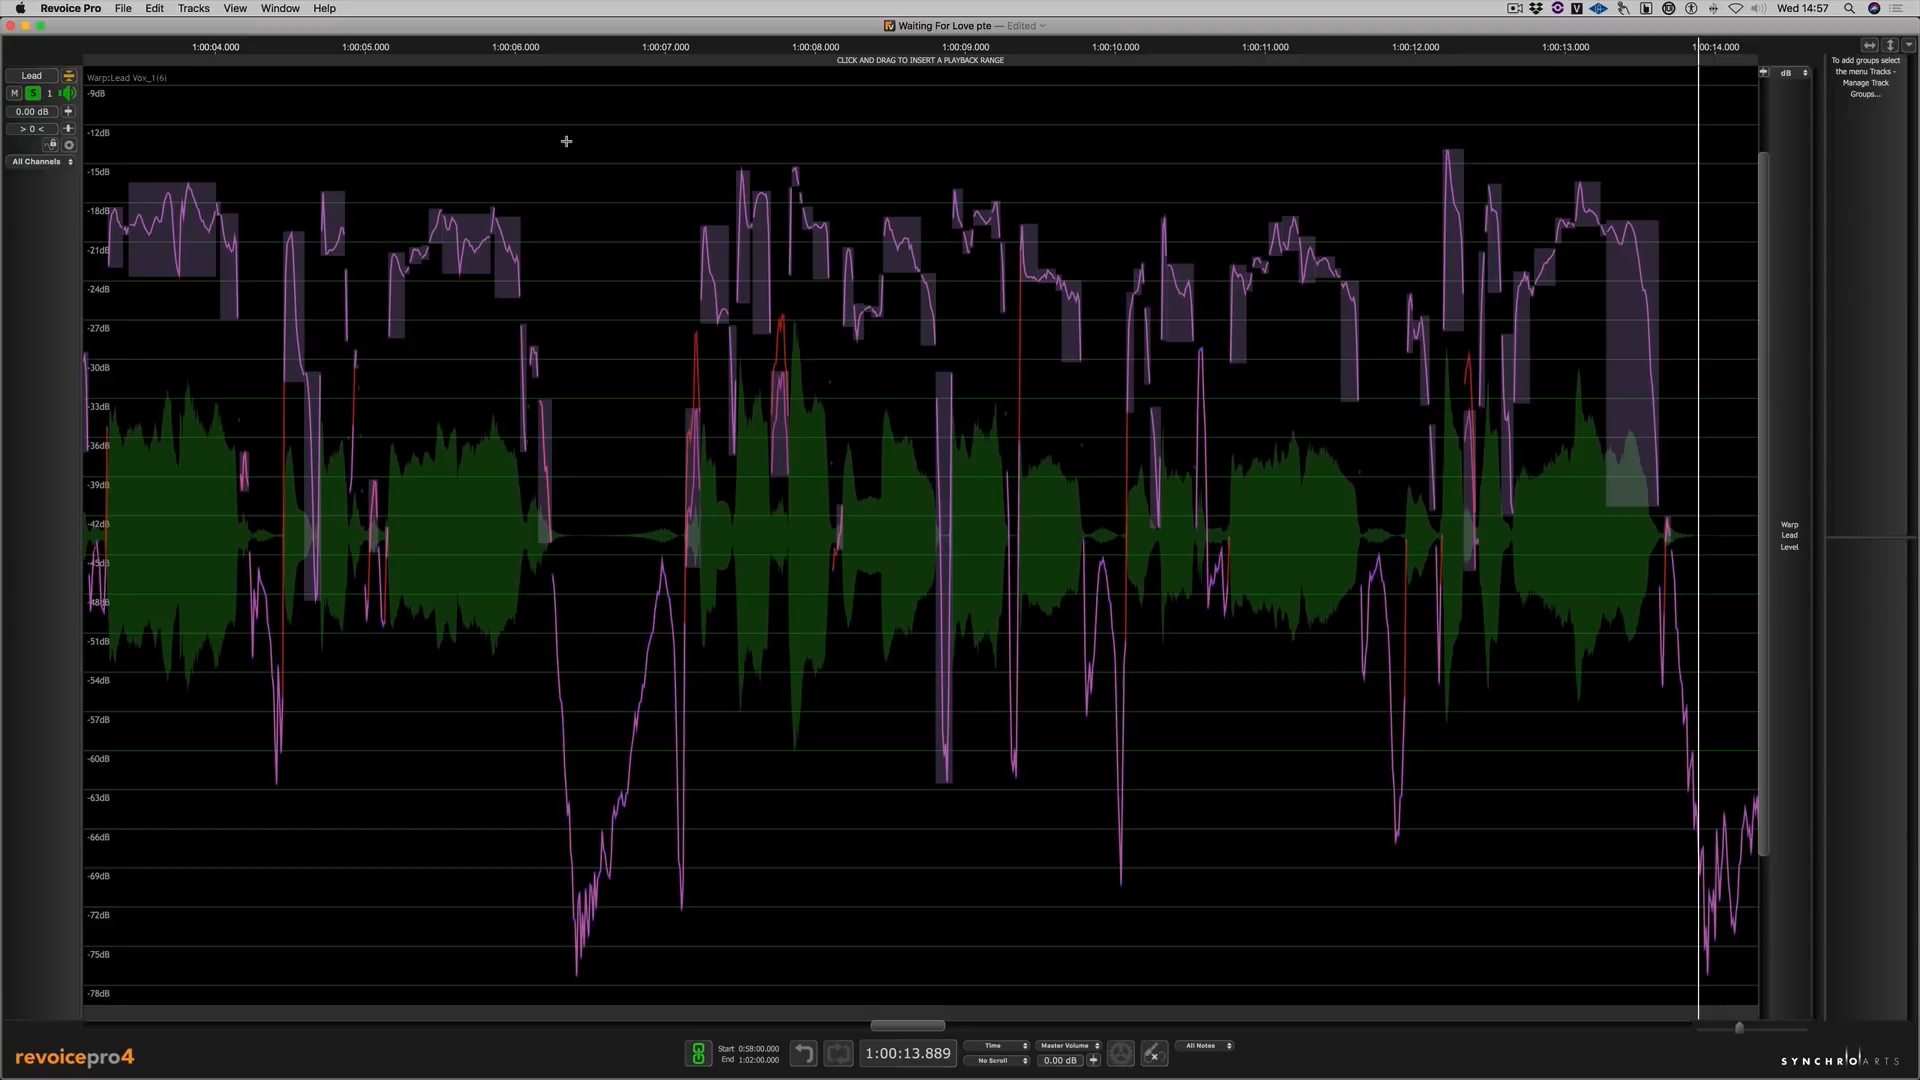 Revoice Pro File Edit Tracks View Window Help
Wed 14:57
Waiting For Love pte — Edited
1:00:04.000 1:00:05.000 1:00:06.000 1:00:07.000 1:00:08.000 1:00:09.000 1:00:10.000 1:00:11.000 1:00:12.000 1:00:13.000 1:00:14.000
CLICK AND DRAG TO INSERT A PLAYBACK RANGE
Lead
M S 1
0.00 dB
> 0 <
All Channels
Warp:Lead Vox_1(6)
-9dB
-12dB
-15dB
-18dB
-21dB
-24dB
-27dB
-30dB
-33dB
-36dB
-39dB
-42dB
-45dB
-48dB
-51dB
-54dB
-57dB
-60dB
-63dB
-66dB
-69dB
-72dB
-75dB
-78dB
dB
To add groups select
the menu Tracks -
Manage Track
Groups...
Warp
Lead
Level
revoicepro4
Start 0:58:00.000
End 1:02:00.000
1:00:13.889
Time
No Scroll
Master Volume
0.00 dB
All Notes
SYNCHROARTS